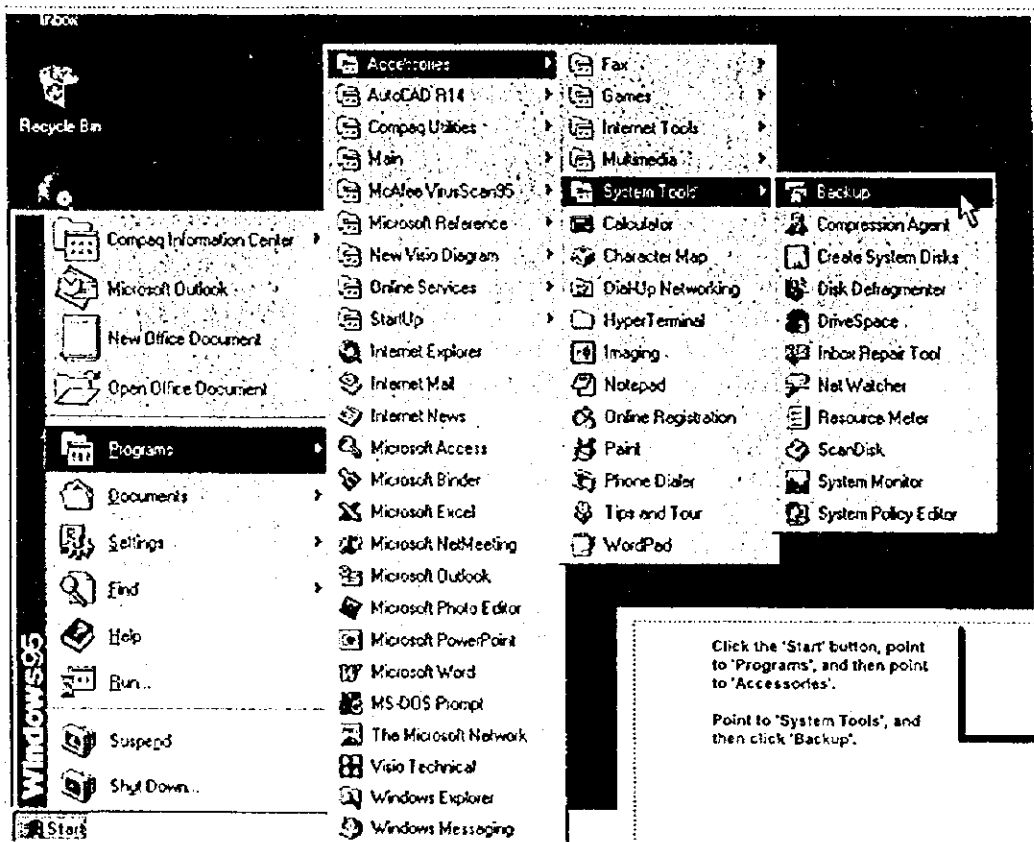 Inbox
Recycle Bin
Compaq Information Center
Microsoft Outlook
New Office Document
Open Office Document
Programs
Documents
Settings
Find
Help
Run...
Suspend
Shut Down...
Windows95
Start
Accessories
AutoCAD R14
Compaq Utilities
Main
McAfee VirusScan95
Microsoft Reference
New Visio Diagram
Online Services
StartUp
Internet Explorer
Internet Mail
Internet News
Microsoft Access
Microsoft Binder
Microsoft Excel
Microsoft NetMeeting
Microsoft Outlook
Microsoft Photo Editor
Microsoft PowerPoint
Microsoft Word
MS-DOS Prompt
The Microsoft Network
Visio Technical
Windows Explorer
Windows Messaging
Fax
Games
Internet Tools
Multimedia
System Tools
Calculator
Character Map
Dial-Up Networking
HyperTerminal
Imaging
Notepad
Online Registration
Paint
Phone Dialer
Tips and Tour
WordPad
Backup
Compression Agent
Create System Disks
Disk Defragmenter
DriveSpace
Inbox Repair Tool
Net Watcher
Resource Meter
ScanDisk
System Monitor
System Policy Editor
Click the 'Start' button, point
to 'Programs', and then point
to 'Accessories'.
Point to 'System Tools', and
then click 'Backup'.